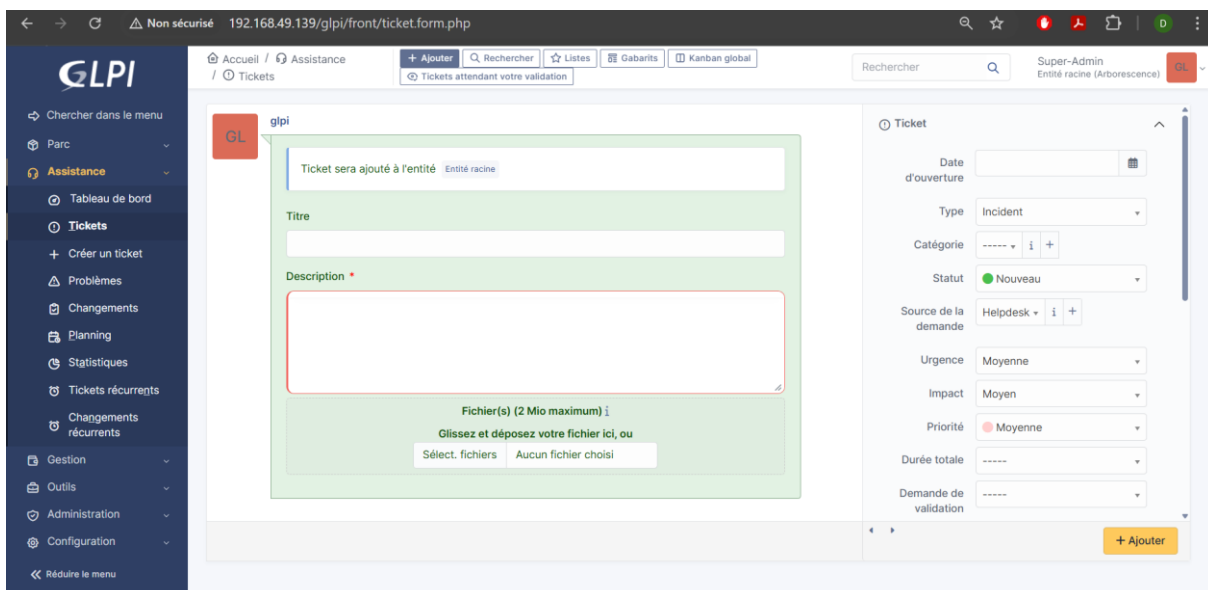 Non sécurisé 192.168.49.139/glpi/front/ticket.form.php
D
GLPI
Chercher dans le menu
Parc
Assistance
Tableau de bord
Tickets
Créer un ticket
Problèmes
Changements
Planning
Statistiques
Tickets récurrents
Changements
récurrents
Gestion
Outils
Administration
Configuration
Réduire le menu
Accueil / Assistance
/ Tickets
+ Ajouter Rechercher Listes Gabarits Kanban global
Tickets attendant votre validation
Rechercher
Super-Admin
Entité racine (Arborescence)
GL
GL
glpi
Ticket sera ajouté à l'entité Entité racine
Titre
Description *
Fichier(s) (2 Mio maximum) i
Glissez et déposez votre fichier ici, ou
Sélect. fichiers Aucun fichier choisi
Ticket
Date
d'ouverture
Type Incident
Catégorie ----- i +
Statut Nouveau
Source de la
demande Helpdesk i +
Urgence Moyenne
Impact Moyen
Priorité Moyenne
Durée totale -----
Demande de
validation -----
+ Ajouter